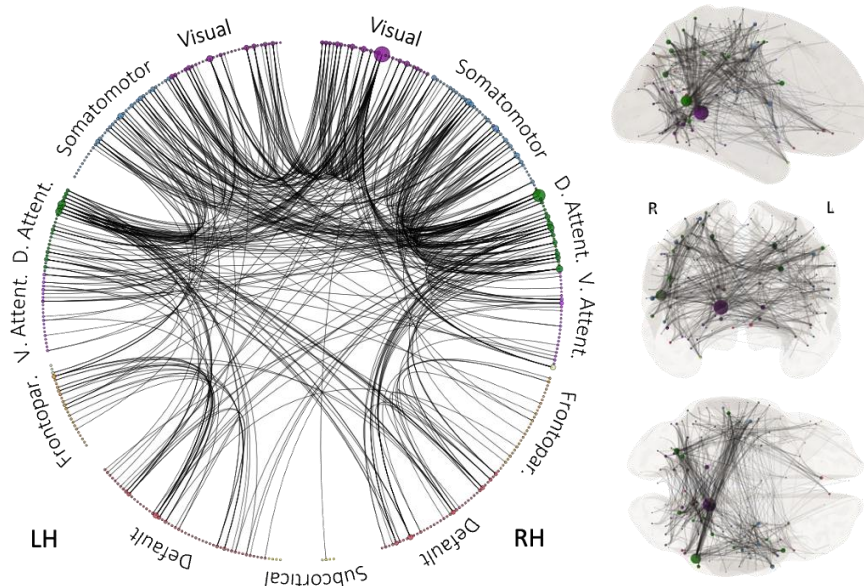 Visual
Visual
Somatomotor
Somatomotor
D. Attent.
D. Attent.
V. Attent.
V. Attent.
Frontopar.
Frontopar.
Default
Default
Subcortical
LH
RH
R
L